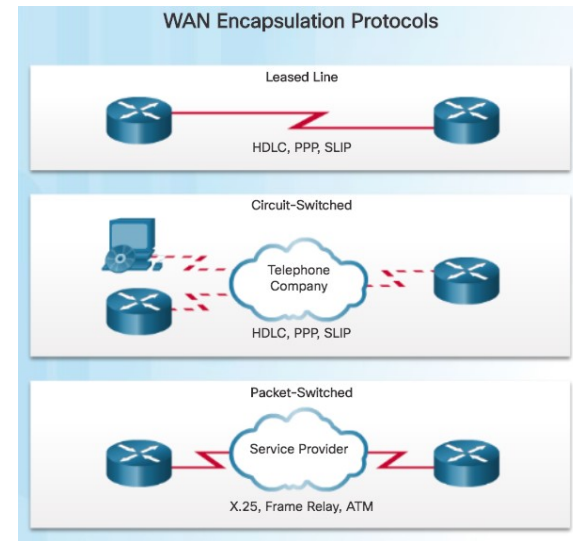 WAN Encapsulation Protocols
Leased Line
HDLC, PPP, SLIP
Circuit-Switched
Telephone
Company
HDLC, PPP, SLIP
Packet-Switched
Service Provider
X.25, Frame Relay, ATM